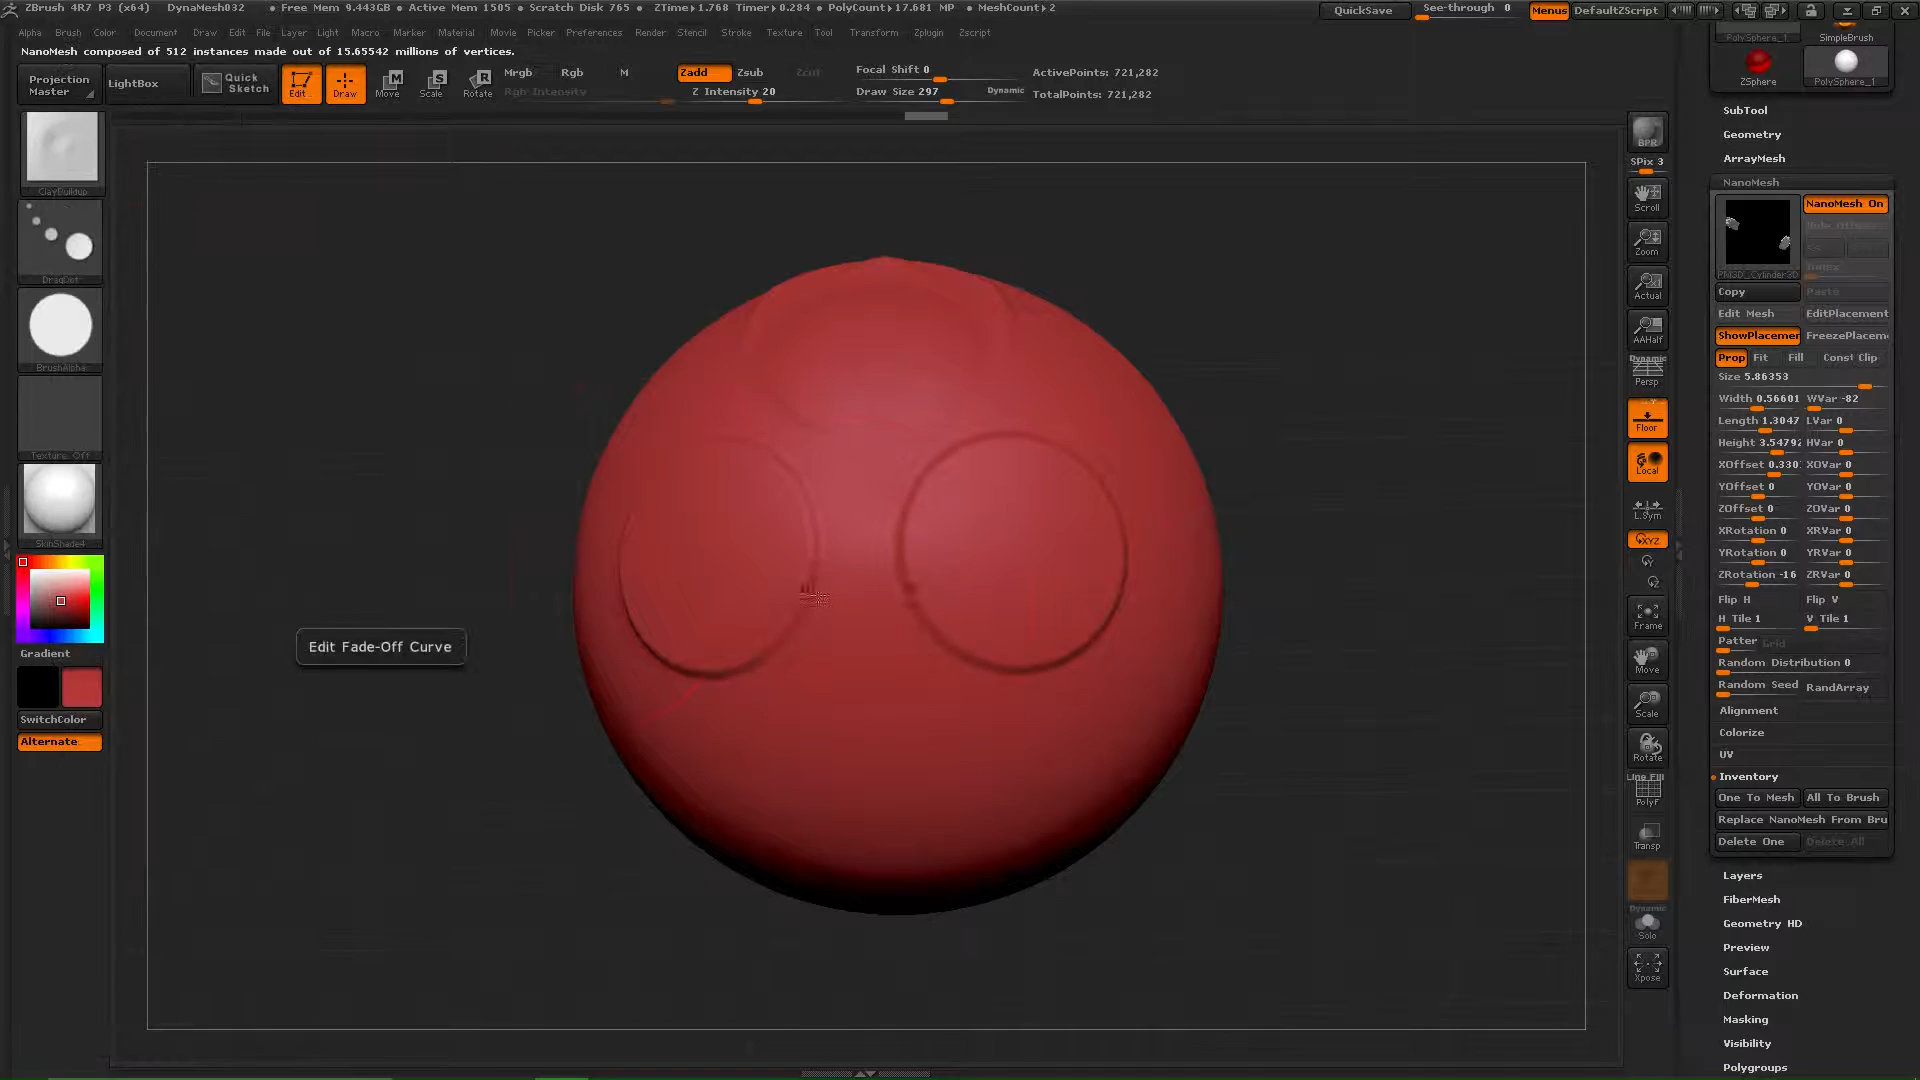 ZBrush 4R7 P3 (x64) DynaMesh032 • Free Mem 9.443GB • Active Mem 1505 • Scratch Disk 765 • ZTime▸1.768 Timer▸0.284 • PolyCount▸17.681 MP • MeshCount▸2 QuickSave See-through 0 Menus DefaultZScript
Alpha Brush Color Document Draw Edit File Layer Light Macro Marker Material Movie Picker Preferences Render Stencil Stroke Texture Tool Transform Zplugin Zscript
NanoMesh composed of 512 instances made out of 15.65542 millions of vertices.
Projection Master
LightBox
Quick Sketch
Edit
Draw
Move
Scale
Rotate
Mrgb Rgb M
Rgb Intensity
Zadd Zsub Zcut
Z Intensity 20
Focal Shift 0
Draw Size 297 Dynamic
ActivePoints: 721,282
TotalPoints: 721,282
ClayBuildup
DragDot
BrushAlpha
Texture Off
SkinShade4
Gradient
SwitchColor
Alternate
Edit Fade-Off Curve
BPR
SPix 3
Scroll
Zoom
Actual
AAHalf
Dynamic
Persp
Floor
Local
L.Sym
XYZ
Frame
Move
Scale
Rotate
Line Fill
PolyF
Transp
Dynamic
Solo
Xpose
PolySphere_1 SimpleBrush
ZSphere PolySphere_1
SubTool
Geometry
ArrayMesh
NanoMesh
NanoMesh On
Index
PM3D_Cylinder3D
Copy Paste
Edit Mesh EditPlacement
ShowPlacemen FreezePlacem
Prop Fit Fill Const Clip
Size 5.86353
Width 0.56601 WVar -82
Length 1.3047 LVar 0
Height 3.54792 HVar 0
XOffset 0.330 XOVar 0
YOffset 0 YOVar 0
ZOffset 0 ZOVar 0
XRotation 0 XRVar 0
YRotation 0 YRVar 0
ZRotation -16 ZRVar 0
Flip H Flip V
H Tile 1 V Tile 1
Patter Grid
Random Distribution 0
Random Seed RandArray
Alignment
Colorize
UV
Inventory
One To Mesh All To Brush
Replace NanoMesh From Bru
Delete One Delete All
Layers
FiberMesh
Geometry HD
Preview
Surface
Deformation
Masking
Visibility
Polygroups